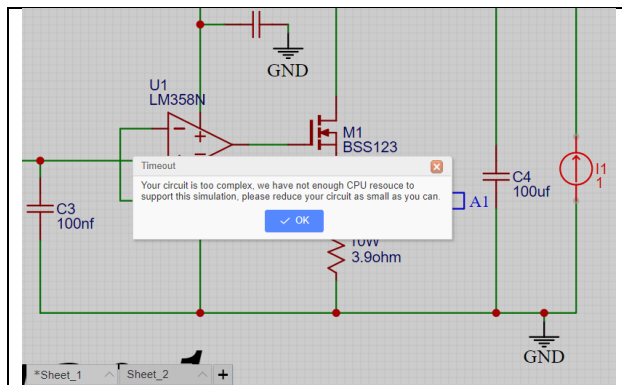 GND
U1
LM358N
M1
BSS123
Timeout
Your circuit is too complex, we have not enough CPU resouce to
support this simulation, please reduce your circuit as small as you can.
OK
C3
100nf
C4
100uf
I1
1
A1
10W
3.9ohm
GND
*Sheet_1
Sheet_2